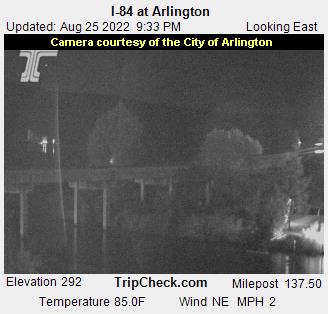 I-84 at Arlington
Updated: Aug 25 2022 9:33 PM Looking East
Camera courtesy of the City of Arlington
Elevation 292 TripCheck.com Milepost 137.50
Temperature 85.0F Wind NE MPH 2